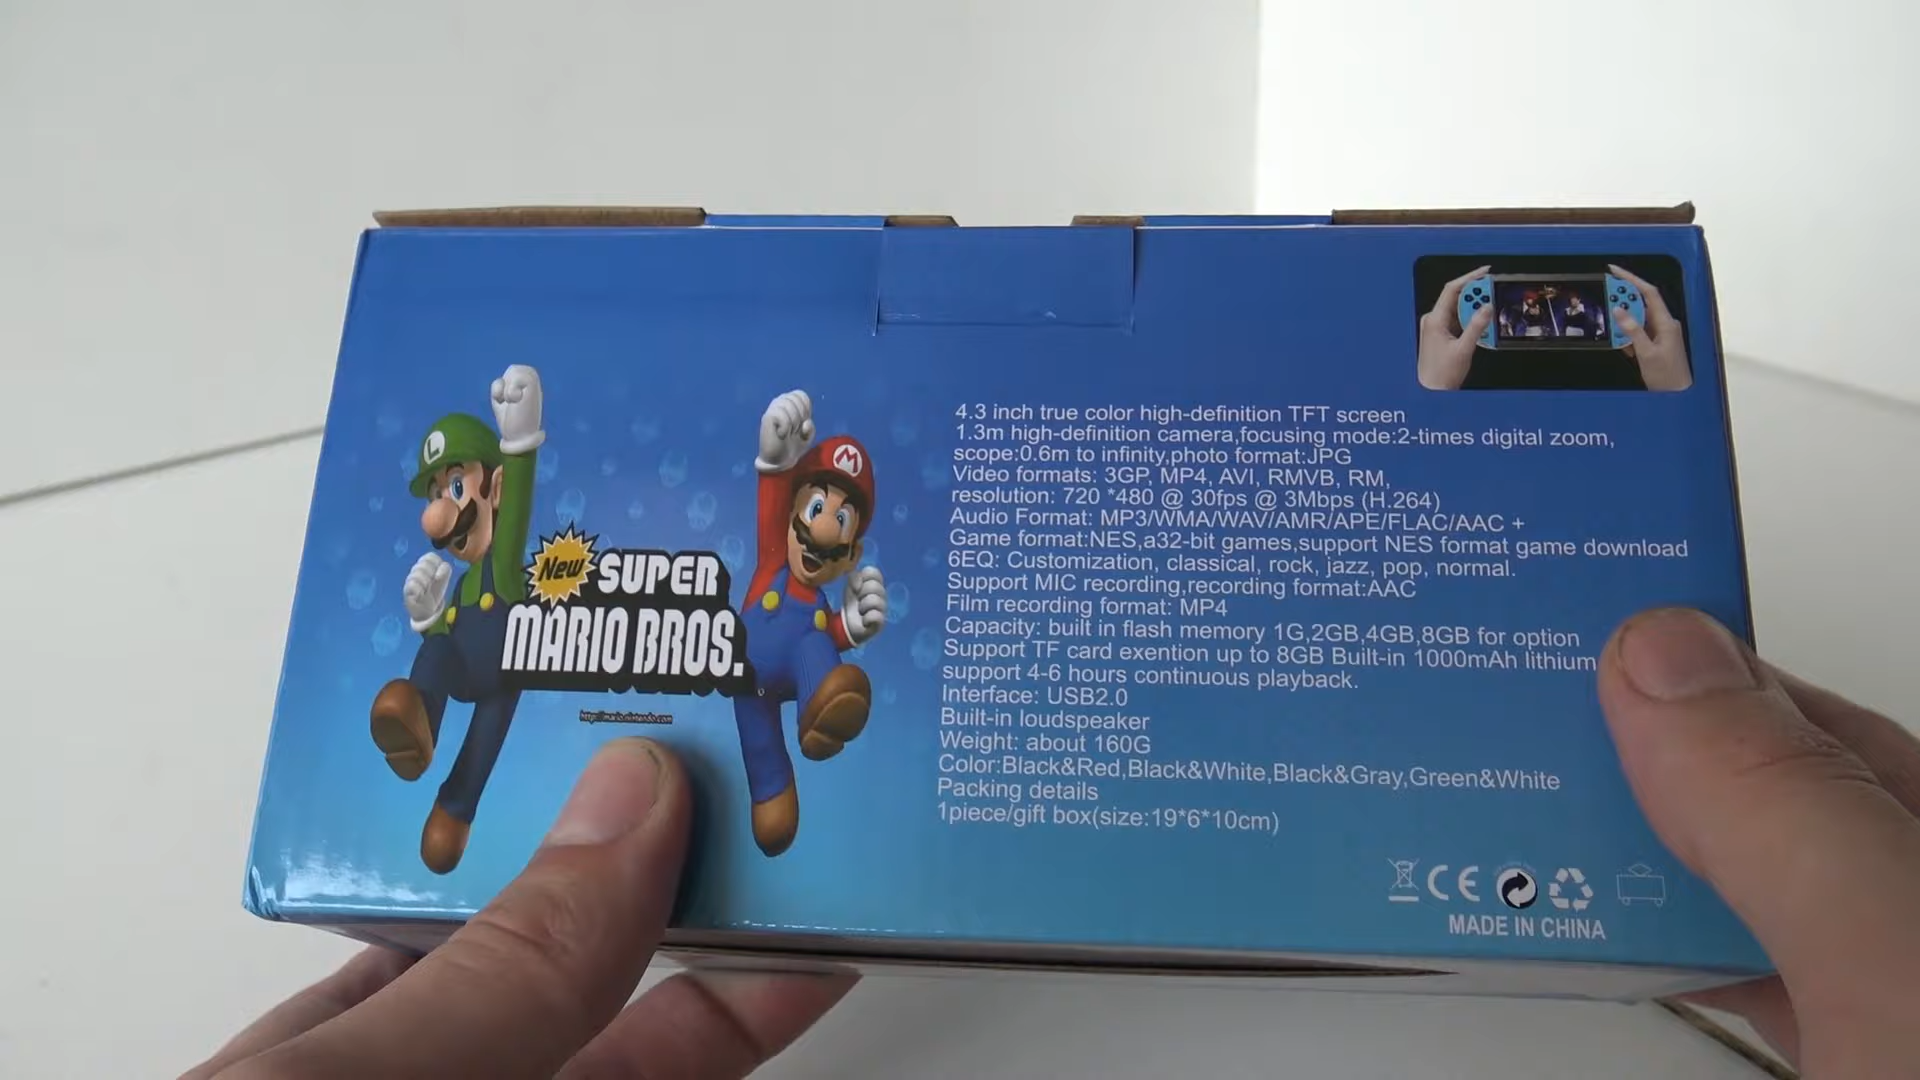 L
M
New
SUPER
MARIO BROS.
http://mario.nintendo.com
4.3 inch true color high-definition TFT screen
1.3m high-definition camera,focusing mode:2-times digital zoom,
scope:0.6m to infinity,photo format:JPG
Video formats: 3GP, MP4, AVI, RMVB, RM,
resolution: 720 *480 @ 30fps @ 3Mbps (H.264)
Audio Format: MP3/WMA/WAV/AMR/APE/FLAC/AAC +
Game format:NES,a32-bit games,support NES format game download
6EQ: Customization, classical, rock, jazz, pop, normal.
Support MIC recording,recording format:AAC
Film recording format: MP4
Capacity: built in flash memory 1G,2GB,4GB,8GB for option
Support TF card exention up to 8GB Built-in 1000mAh lithium
support 4-6 hours continuous playback.
Interface: USB2.0
Built-in loudspeaker
Weight: about 160G
Color:Black&Red,Black&White,Black&Gray,Green&White
Packing details
1piece/gift box(size:19*6*10cm)
CE
MADE IN CHINA